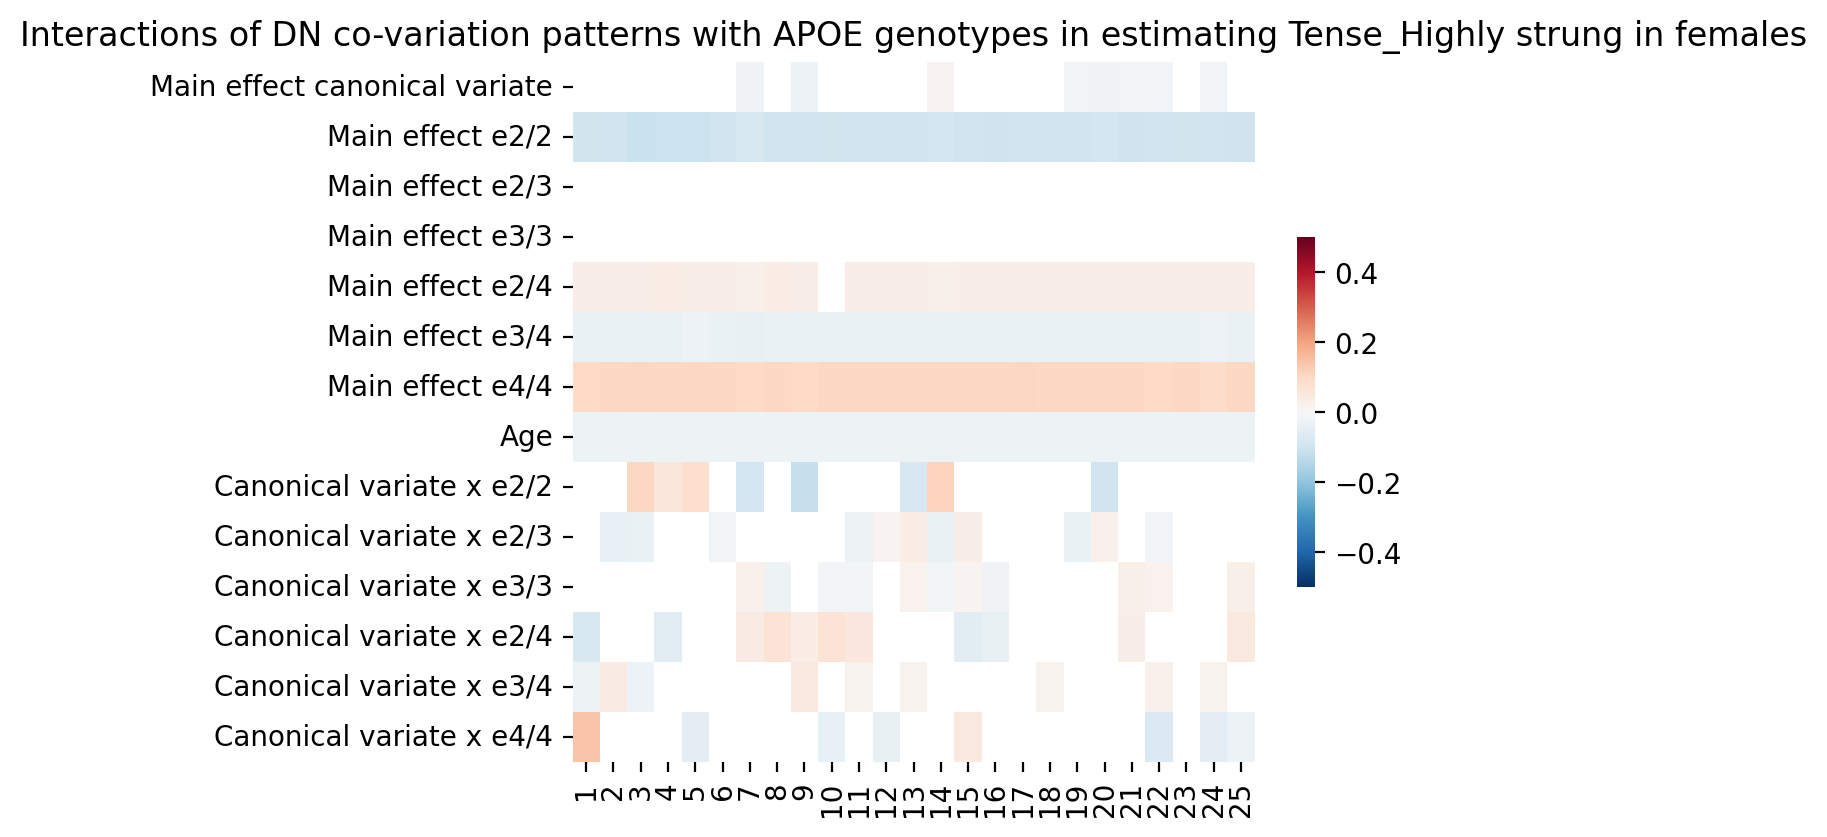 Interactions of DN co-variation patterns with APOE genotypes in estimating Tense_Highly strung in females
Main effect canonical variate
Main effect e2/2
Main effect e2/3
Main effect e3/3
Main effect e2/4
Main effect e3/4
Main effect e4/4
Age
Canonical variate x e2/2
Canonical variate x e2/3
Canonical variate x e3/3
Canonical variate x e2/4
Canonical variate x e3/4
Canonical variate x e4/4
1 2 3 4 5 6 7 8 9 10 11 12 13 14 15 16 17 18 19 20 21 22 23 24 25
0.4
0.2
0.0
−0.2
−0.4